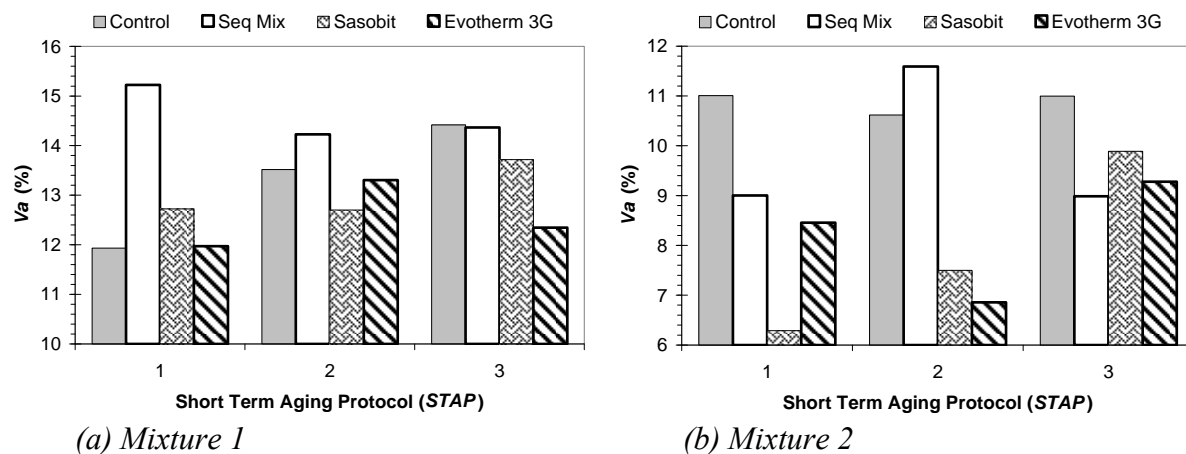 Control Seq Mix Sasobit Evotherm 3G
16
15
14
13
12
11
10
Va (%)
1 2 3
Short Term Aging Protocol (STAP)
(a) Mixture 1
Control Seq Mix Sasobit Evotherm 3G
12
11
10
9
8
7
6
Va (%)
1 2 3
Short Term Aging Protocol (STAP)
(b) Mixture 2